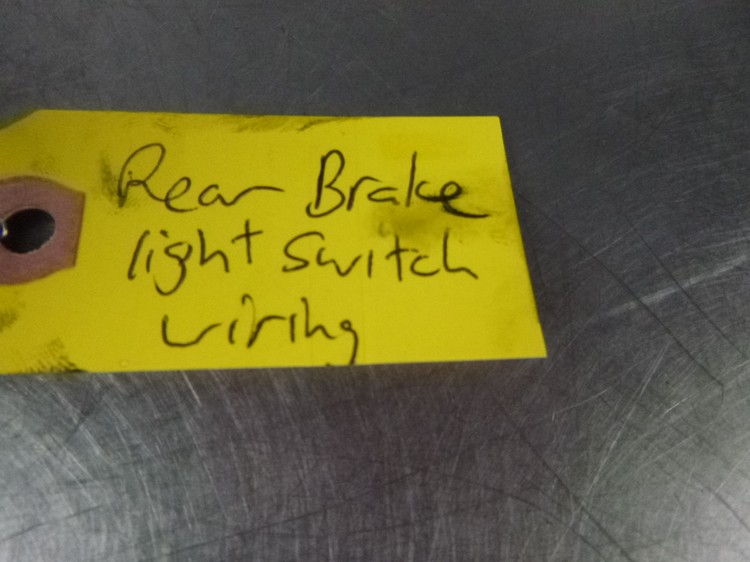 Rear Brake
light switch
wiring